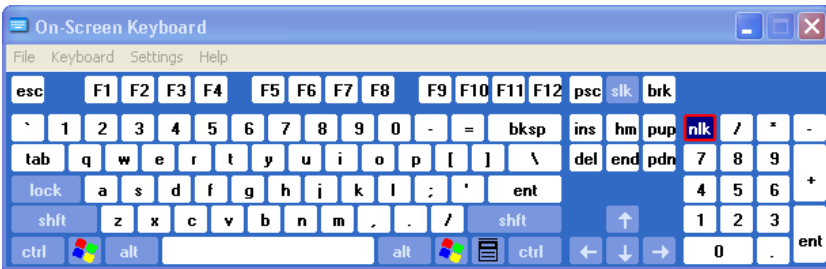 On-Screen Keyboard
File Keyboard Settings Help
esc F1 F2 F3 F4 F5 F6 F7 F8 F9 F10 F11 F12 psc slk brk
` 1 2 3 4 5 6 7 8 9 0 - = bksp ins hm pup nlk / * -
tab q w e r t y u i o p [ ] \ del end pdn 7 8 9 +
lock a s d f g h j k l ; ' ent 4 5 6
shft z x c v b n m , . / shft ↑ 1 2 3 ent
ctrl alt alt ctrl ← ↓ → 0 .